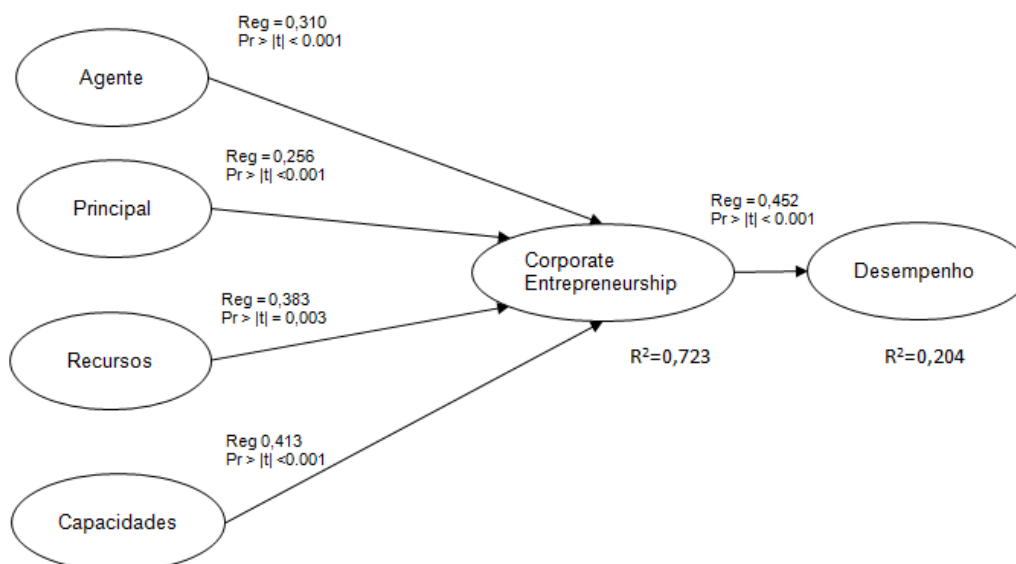 Reg = 0,310
Pr > |t| < 0.001
Agente
Reg = 0,256
Pr > |t| <0.001
Principal
Reg = 0,452
Pr > |t| < 0.001
Corporate
Entrepreneurship
Desempenho
Reg = 0,383
Pr > |t| = 0,003
Recursos
R²=0,723
R²=0,204
Reg 0,413
Pr > |t| <0.001
Capacidades